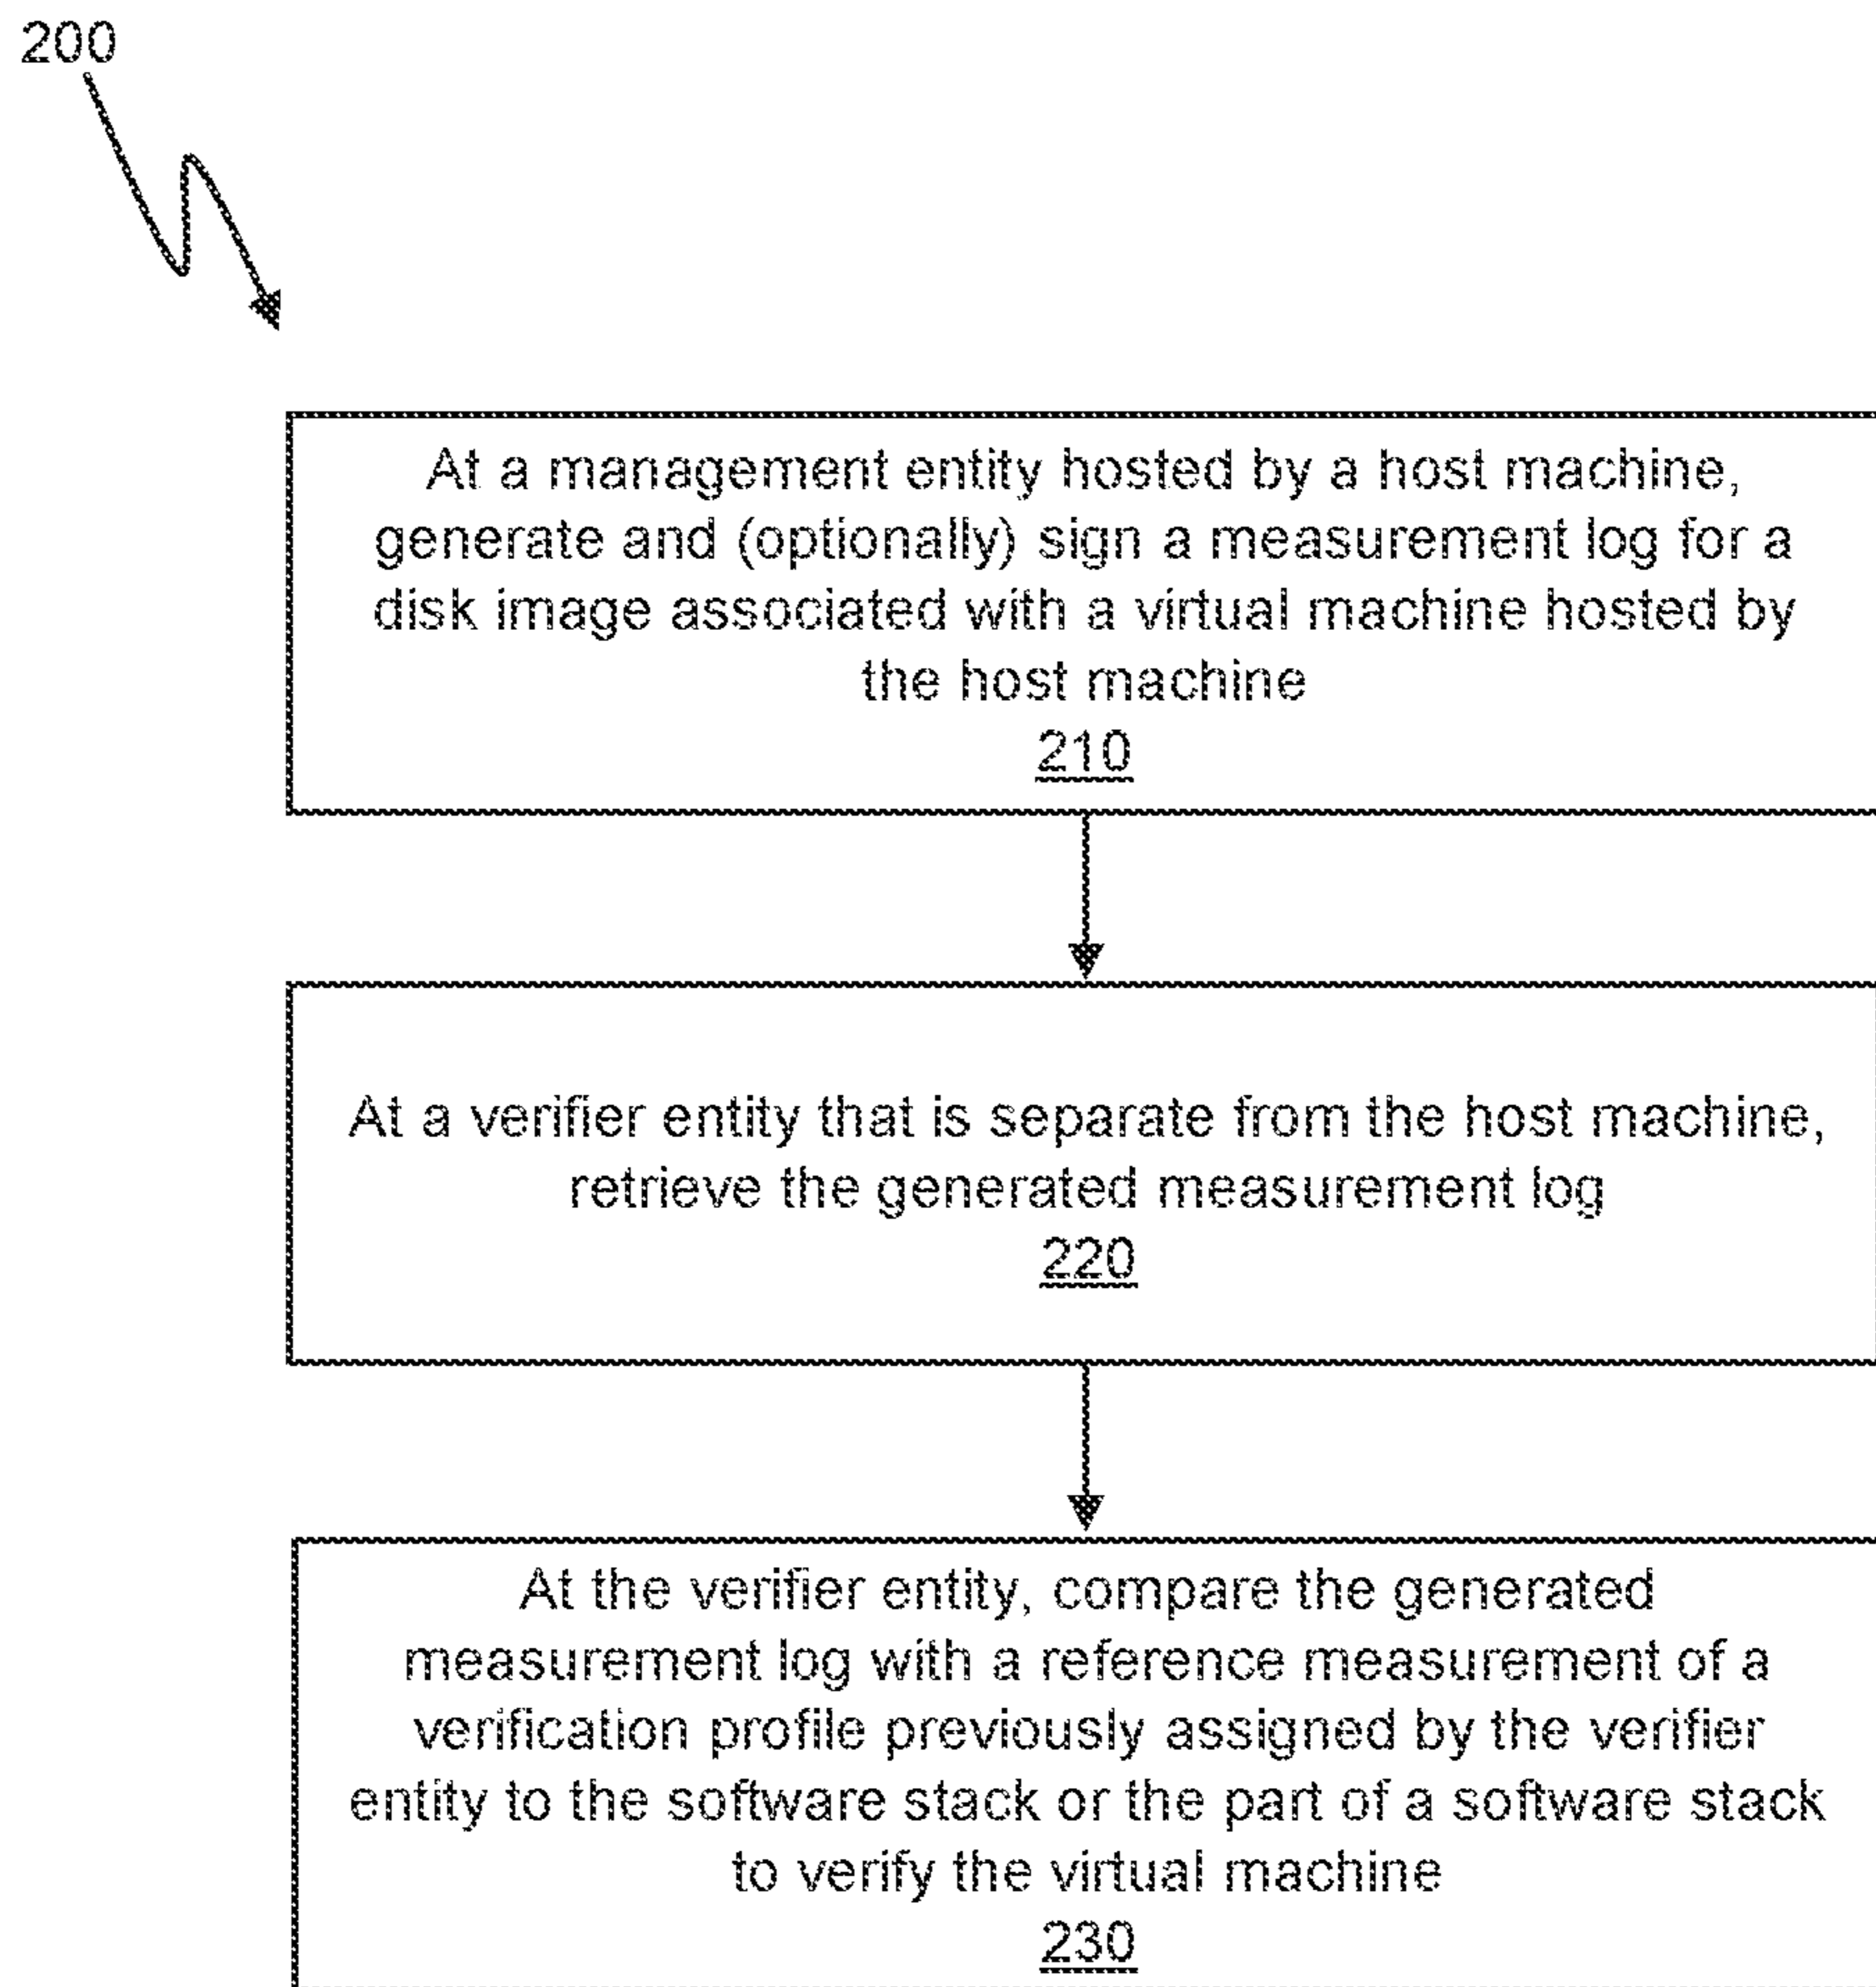 200
At a management entity hosted by a host machine,
generate and (optionally) sign a measurement log for a
disk image associated with a virtual machine hosted by
the host machine
210
At a verifier entity that is separate from the host machine,
retrieve the generated measurement log
220
At the verifier entity, compare the generated
measurement log with a reference measurement of a
verification profile previously assigned by the verifier
entity to the software stack or the part of a software stack
to verify the virtual machine
230